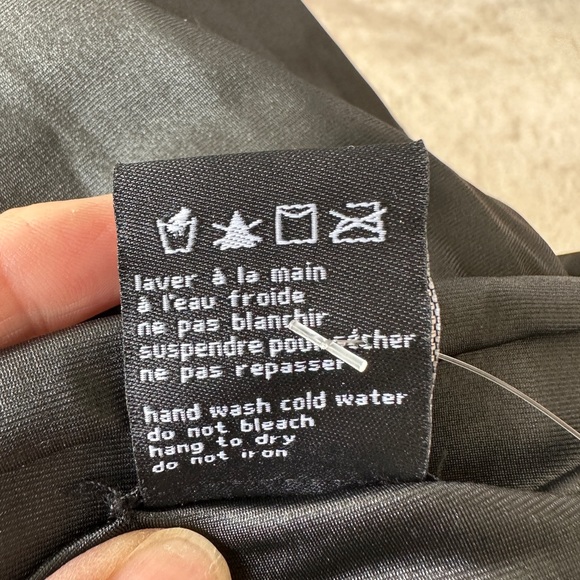 laver à la main
à l'eau froide
ne pas blanchir
suspendre pour sécher
ne pas repasser
hand wash cold water
do not bleach
hang to dry
do not iron